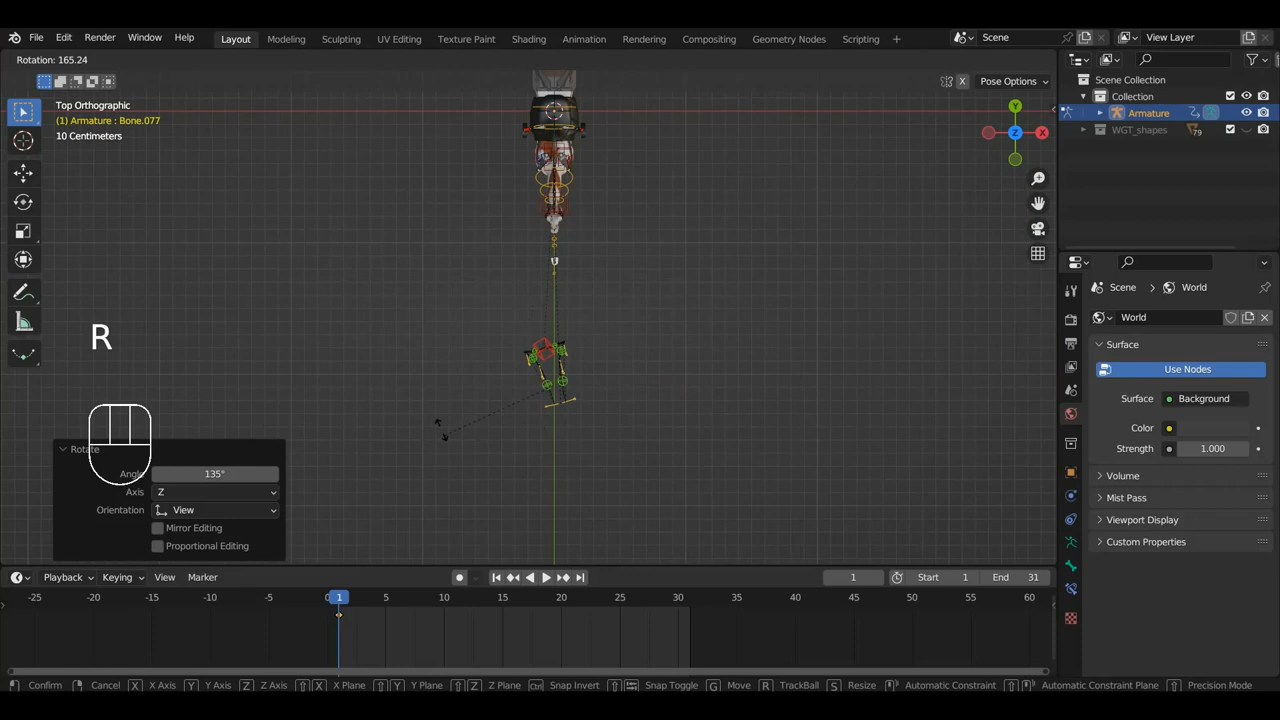 File Edit Render Window Help Layout Modeling Sculpting UV Editing Texture Paint Shading Animation Rendering Compositing Geometry Nodes Scripting + Scene View Layer
Rotation: 165.24
X Pose Options
Top Orthographic
(1) Armature : Bone.077
10 Centimeters
Scene Collection
Collection
Armature
WGT_shapes 79
Y
Z X
Scene > World
World
Surface
Use Nodes
Surface Background
Color
Strength 1.000
Volume
Mist Pass
Viewport Display
Custom Properties
R
Rotate
Angle 135°
Axis Z
Orientation View
Mirror Editing
Proportional Editing
Playback Keying View Marker 1 Start 1 End 31
-25 -20 -15 -10 -5 0 1 5 10 15 20 25 30 35 40 45 50 55 60
Confirm Cancel X X Axis Y Y Axis Z Z Axis X X Plane Y Y Plane Z Z Plane Ctrl Snap Invert Snap Toggle G Move R TrackBall S Resize Automatic Constraint Automatic Constraint Plane Precision Mode